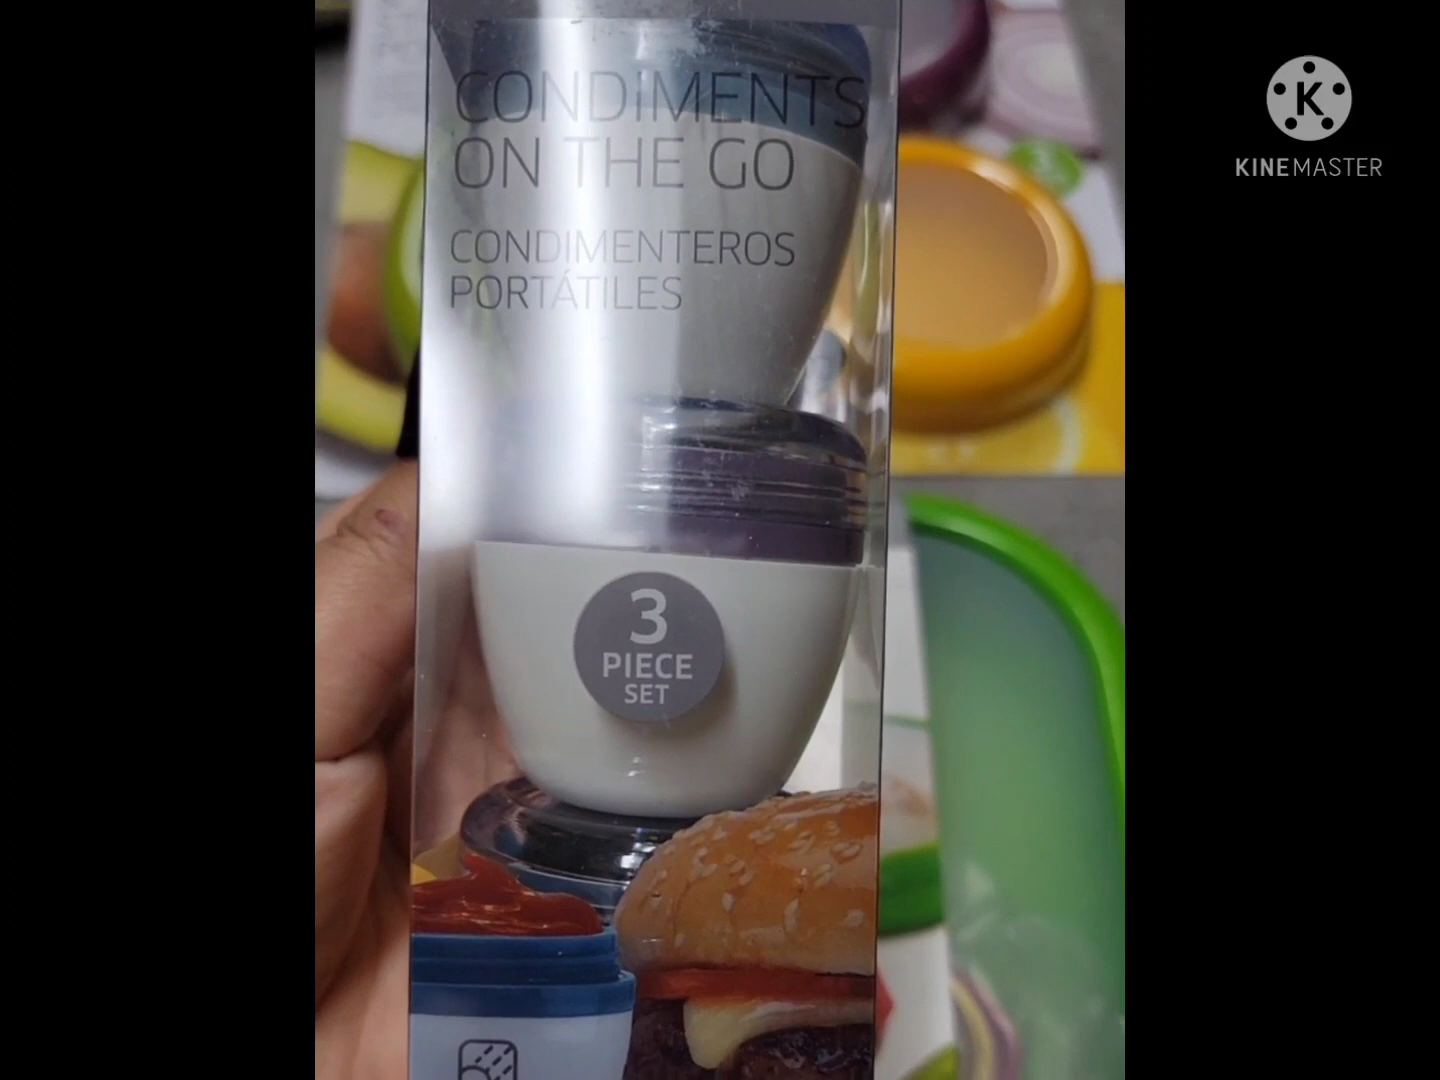 CONDIMENTS
ON THE GO
CONDIMENTEROS
PORTÁTILES
3
PIECE
SET
K
KINEMASTER